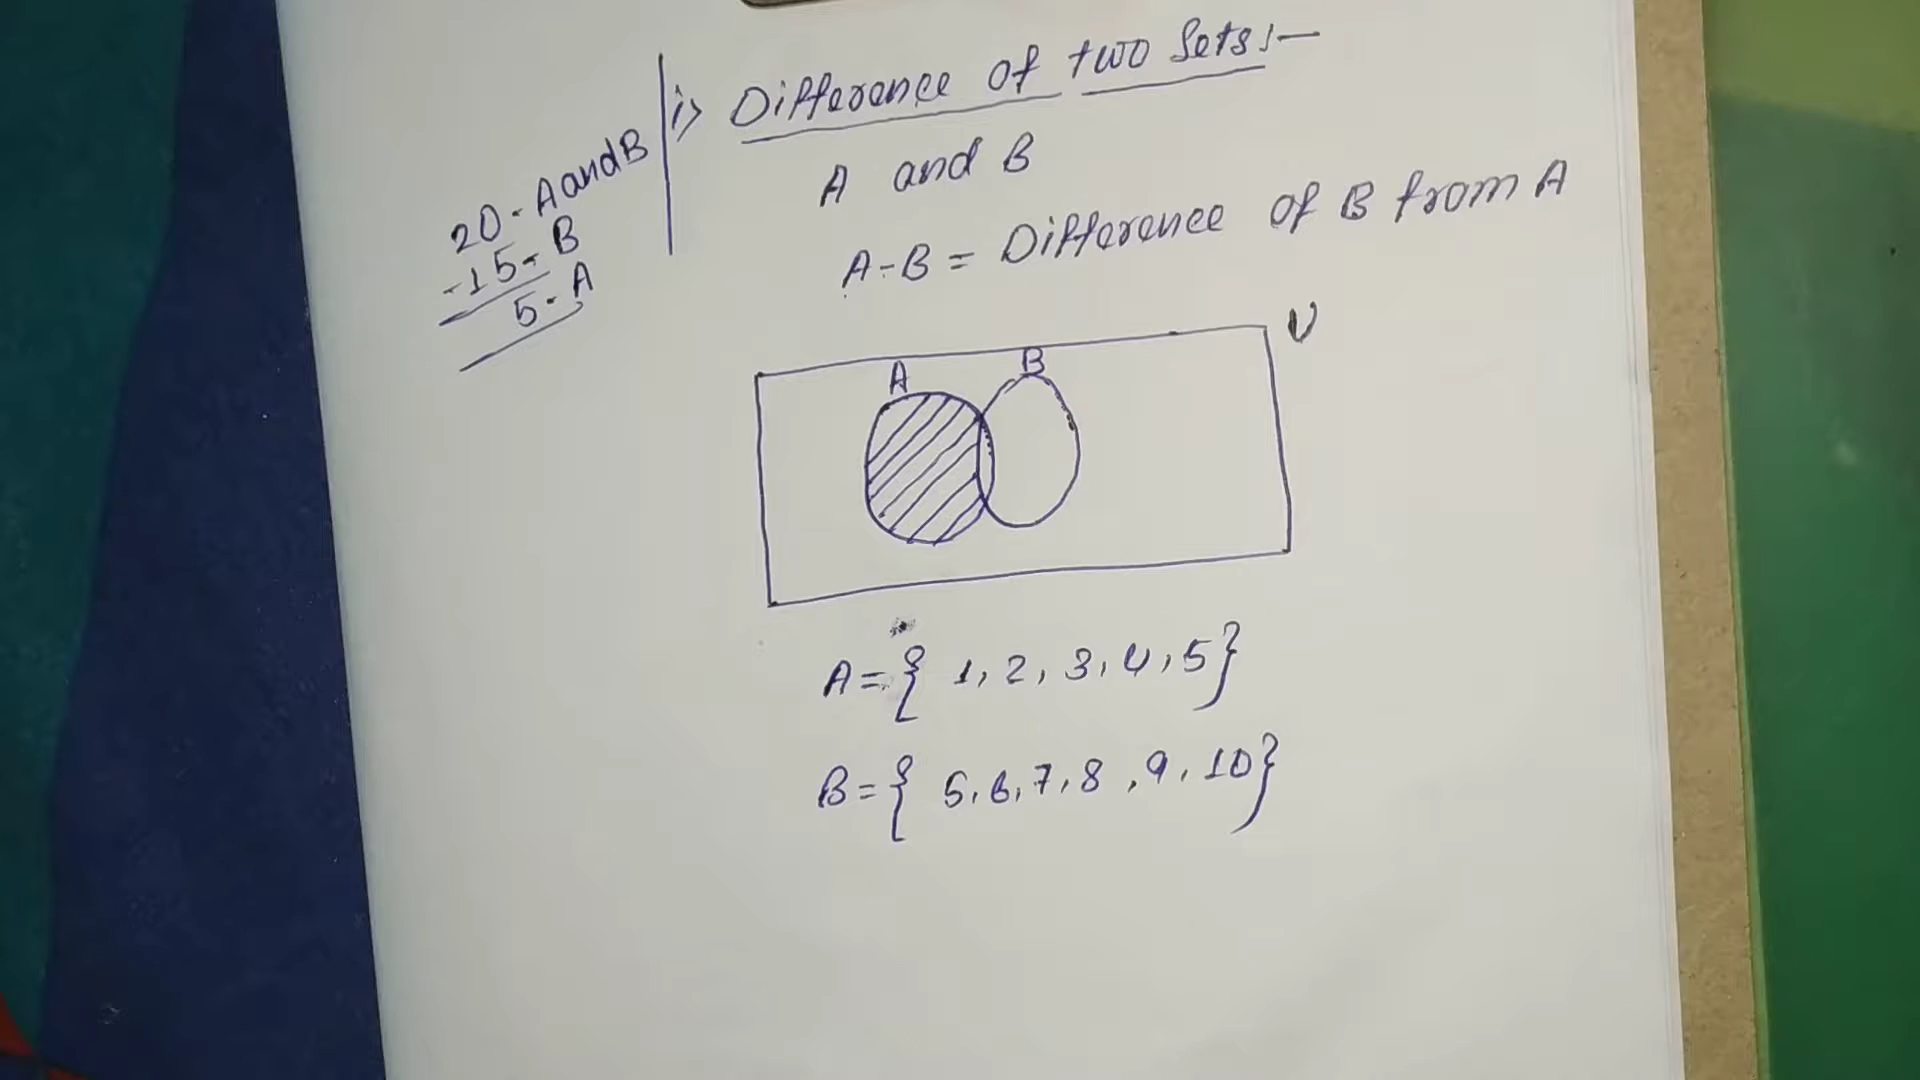 20 - A and B
-15 - B
5 - A
i> Difference of two Sets:-
A and B
A-B = Difference of B from A
U
A B
A={ 1, 2, 3, 4, 5}
B={ 5, 6, 7, 8, 9, 10}